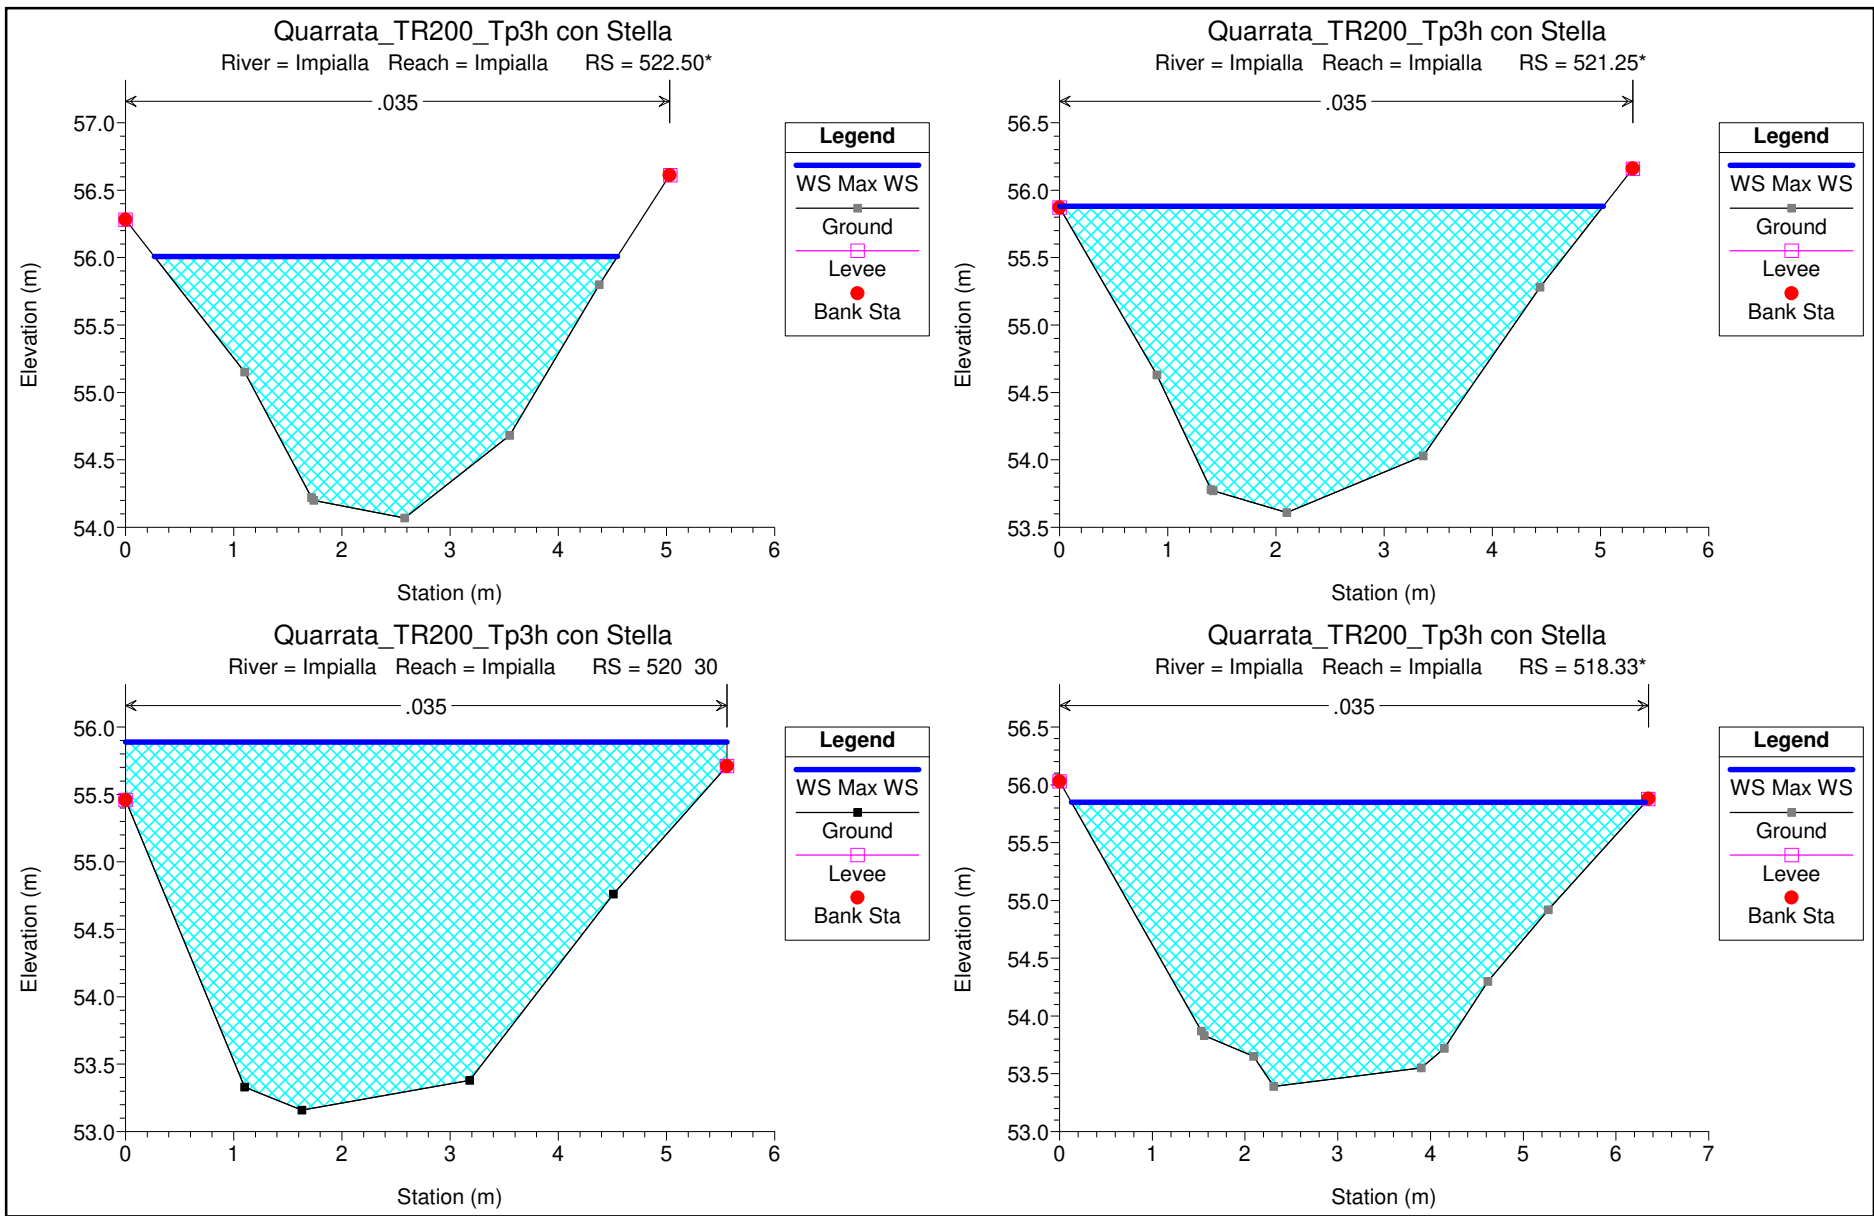 Quarrata_TR200_Tp3h con Stella
River = Impialla Reach = Impialla RS = 522.50*
.035
57.0
56.5
56.0
55.5
55.0
54.5
54.0
0 1 2 3 4 5 6
Station (m)
Elevation (m)
Legend
WS Max WS
Ground
Levee
Bank Sta
Quarrata_TR200_Tp3h con Stella
River = Impialla Reach = Impialla RS = 521.25*
.035
56.5
56.0
55.5
55.0
54.5
54.0
53.5
0 1 2 3 4 5 6
Station (m)
Elevation (m)
Legend
WS Max WS
Ground
Levee
Bank Sta
Quarrata_TR200_Tp3h con Stella
River = Impialla Reach = Impialla RS = 520 30
.035
56.0
55.5
55.0
54.5
54.0
53.5
53.0
0 1 2 3 4 5 6
Station (m)
Elevation (m)
Legend
WS Max WS
Ground
Levee
Bank Sta
Quarrata_TR200_Tp3h con Stella
River = Impialla Reach = Impialla RS = 518.33*
.035
56.5
56.0
55.5
55.0
54.5
54.0
53.5
53.0
0 1 2 3 4 5 6 7
Station (m)
Elevation (m)
Legend
WS Max WS
Ground
Levee
Bank Sta